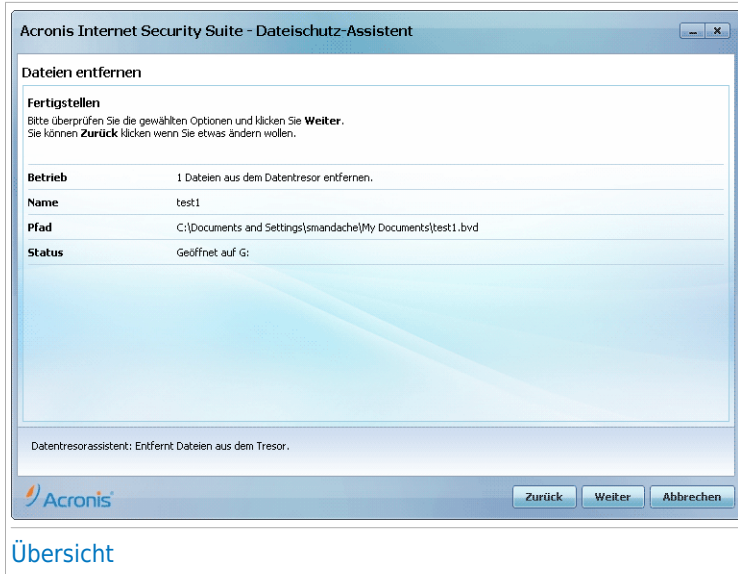 Acronis Internet Security Suite - Dateischutz-Assistent
Dateien entfernen
Fertigstellen
Bitte überprüfen Sie die gewählten Optionen und klicken Sie Weiter.
Sie können Zurück klicken wenn Sie etwas ändern wollen.
Betrieb 1 Dateien aus dem Datentresor entfernen.
Name test1
Pfad C:\Documents and Settings\smandache\My Documents\test1.bvd
Status Geöffnet auf G:
Datentresorassistent: Entfernt Dateien aus dem Tresor.
Acronis
Zurück Weiter Abbrechen
Übersicht